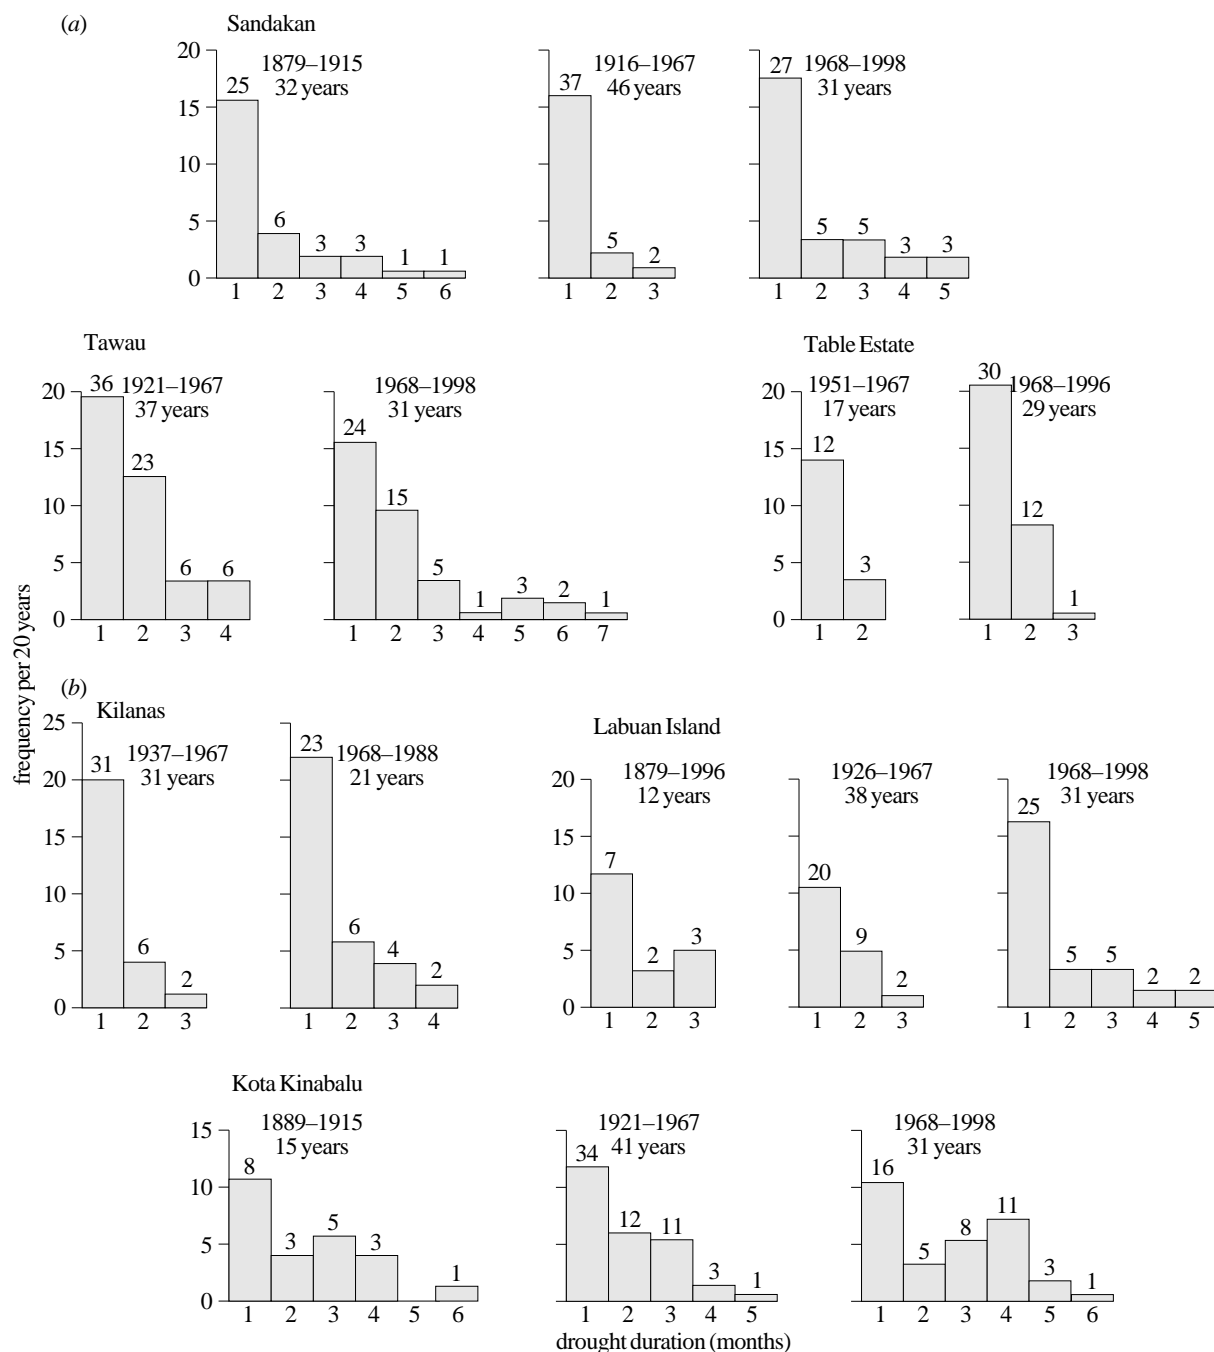 (a)
Sandakan
20
15
10
5
0
1879–1915
32 years
25
6
3
3
1
1
1 2 3 4 5 6
1916–1967
46 years
37
5
2
1 2 3
1968–1998
31 years
27
5
5
3
3
1 2 3 4 5
Tawau
20
15
10
5
0
1921–1967
37 years
36
23
6
6
1 2 3 4
1968–1998
31 years
24
15
5
1
3
2
1
1 2 3 4 5 6 7
Table Estate
20
15
10
5
0
1951–1967
17 years
12
3
1 2
1968–1996
29 years
30
12
1
1 2 3
frequency per 20 years
(b)
Kilanas
25
20
15
10
5
0
1937–1967
31 years
31
6
2
1 2 3
1968–1988
21 years
23
6
4
2
1 2 3 4
Labuan Island
20
15
10
5
0
1879–1996
12 years
7
2
3
1 2 3
1926–1967
38 years
20
9
2
1 2 3
1968–1998
31 years
25
5
5
2
2
1 2 3 4 5
Kota Kinabalu
15
10
5
0
1889–1915
15 years
8
3
5
3
1
1 2 3 4 5 6
1921–1967
41 years
34
12
11
3
1
1 2 3 4 5
1968–1998
31 years
16
5
8
11
3
1
1 2 3 4 5 6
drought duration (months)